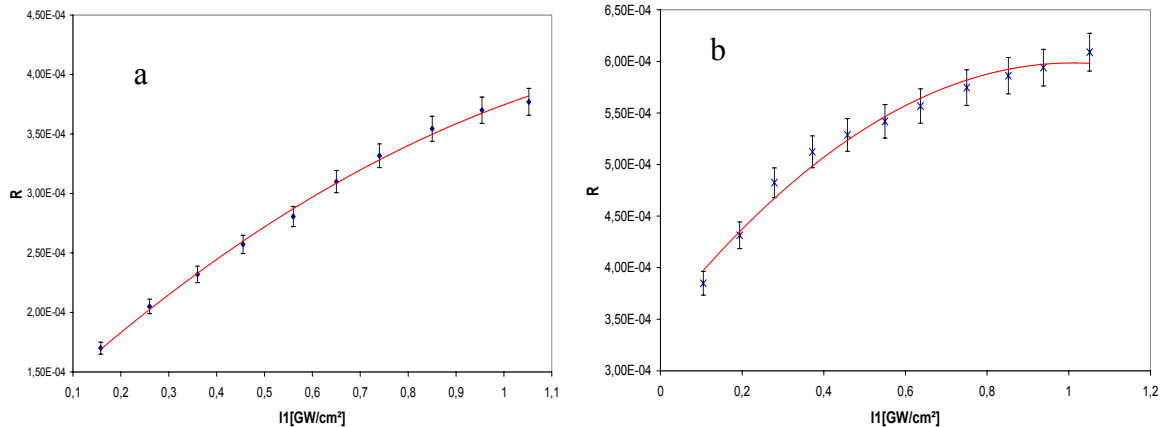 a
4,50E-04
4,00E-04
3,50E-04
3,00E-04
2,50E-04
2,00E-04
1,50E-04
R
0,1 0,2 0,3 0,4 0,5 0,6 0,7 0,8 0,9 1 1,1
I1[GW/cm²]
b
6,50E-04
6,00E-04
5,50E-04
5,00E-04
4,50E-04
4,00E-04
3,50E-04
3,00E-04
R
0 0,2 0,4 0,6 0,8 1 1,2
I1[GW/cm²]